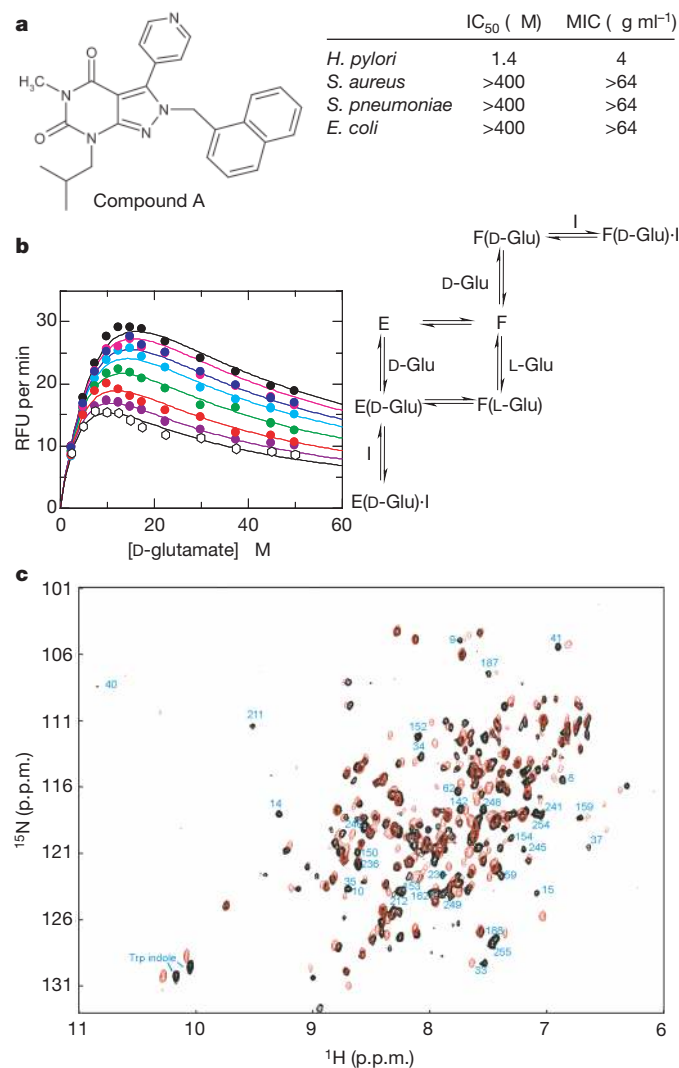 a
N
O
H₃C
N
N
O
N
N
Compound A
IC₅₀ ( M) MIC ( g ml⁻¹)
H. pylori 1.4 4
S. aureus >400 >64
S. pneumoniae >400 >64
E. coli >400 >64
b
RFU per min
30
20
10
0
0 20 40 60
[D-glutamate] M
F(D-Glu) I F(D-Glu)·I
D-Glu
E F
D-Glu L-Glu
E(D-Glu) F(L-Glu)
I
E(D-Glu)·I
c
¹⁵N (p.p.m.)
101
106
111
116
121
126
131
11 10 9 8 7 6
¹H (p.p.m.)
9
41
187
40
211
152
34
62
6
14
142
248
241
254
159
37
154
245
150
236
35
10
153
182
212
249
59
15
188
255
33
Trp indole